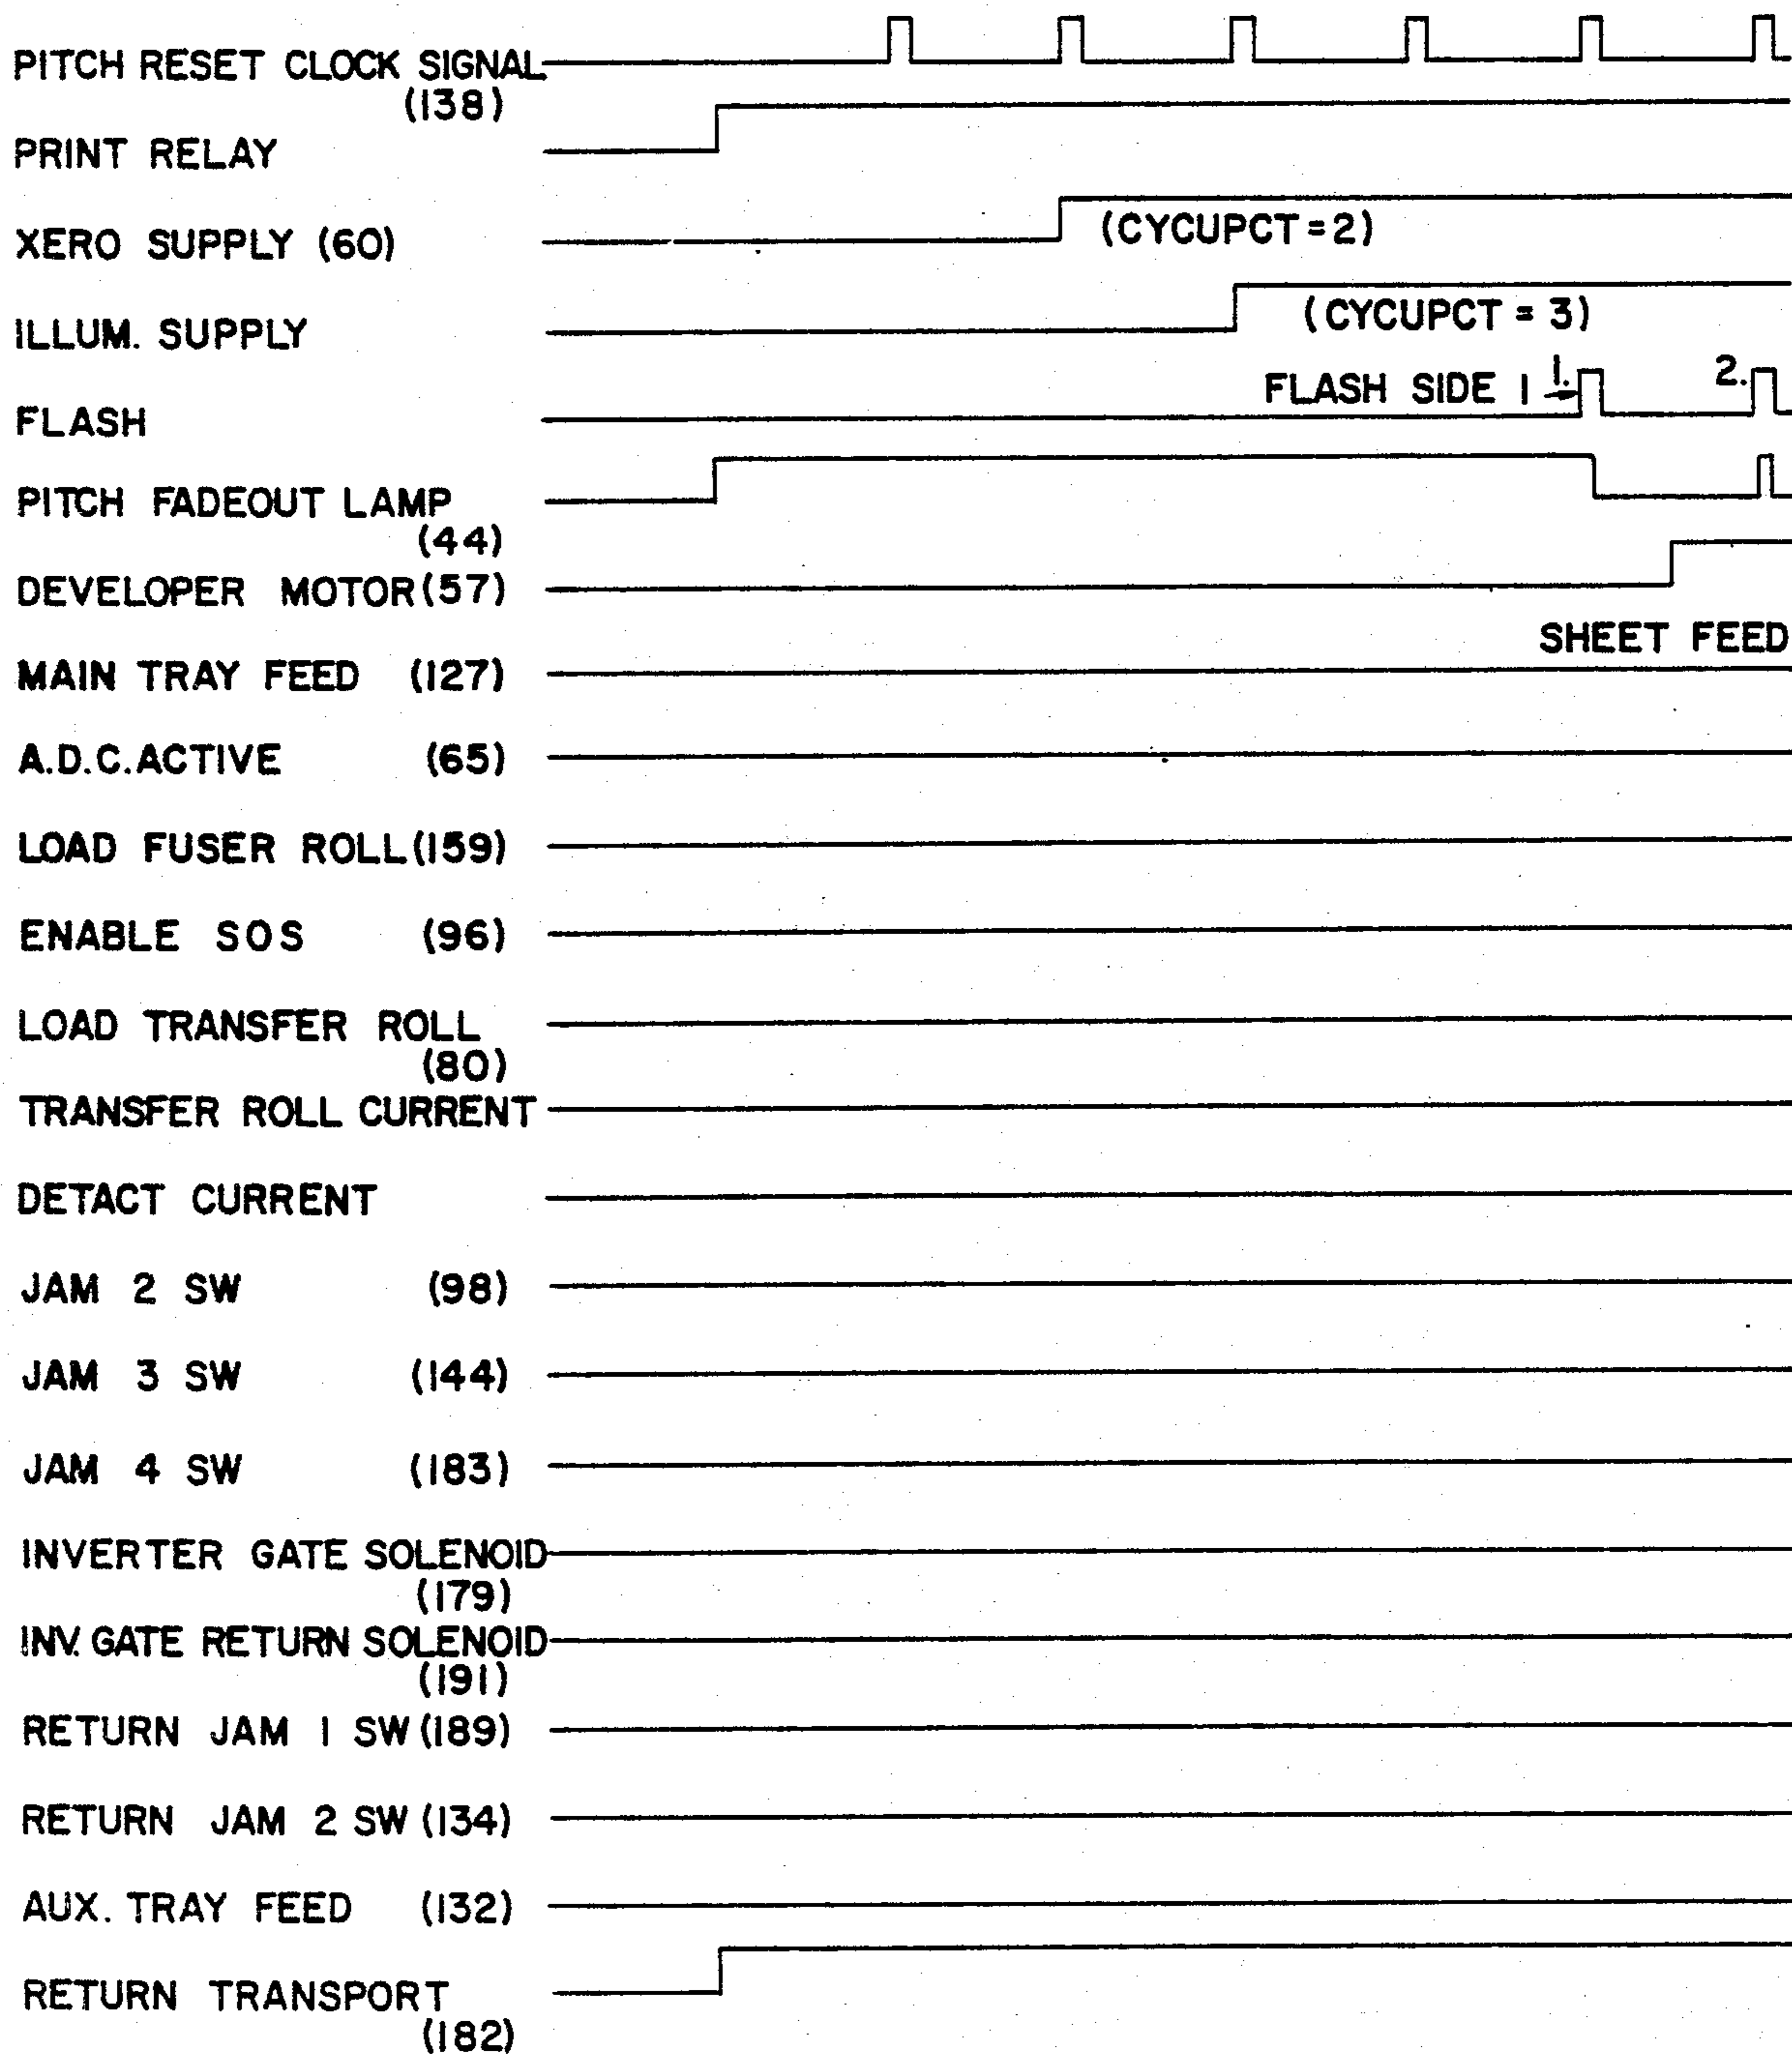 PITCH RESET CLOCK SIGNAL
(138)
PRINT RELAY
XERO SUPPLY (60)
(CYCUPCT = 2)
ILLUM. SUPPLY
(CYCUPCT = 3)
FLASH
FLASH SIDE 1
1.
2.
PITCH FADEOUT LAMP
(44)
DEVELOPER MOTOR (57)
SHEET FEED
MAIN TRAY FEED (127)
A.D.C. ACTIVE (65)
LOAD FUSER ROLL (159)
ENABLE SOS (96)
LOAD TRANSFER ROLL
(80)
TRANSFER ROLL CURRENT
DETACT CURRENT
JAM 2 SW (98)
JAM 3 SW (144)
JAM 4 SW (183)
INVERTER GATE SOLENOID
(179)
INV. GATE RETURN SOLENOID
(191)
RETURN JAM 1 SW (189)
RETURN JAM 2 SW (134)
AUX. TRAY FEED (132)
RETURN TRANSPORT
(182)